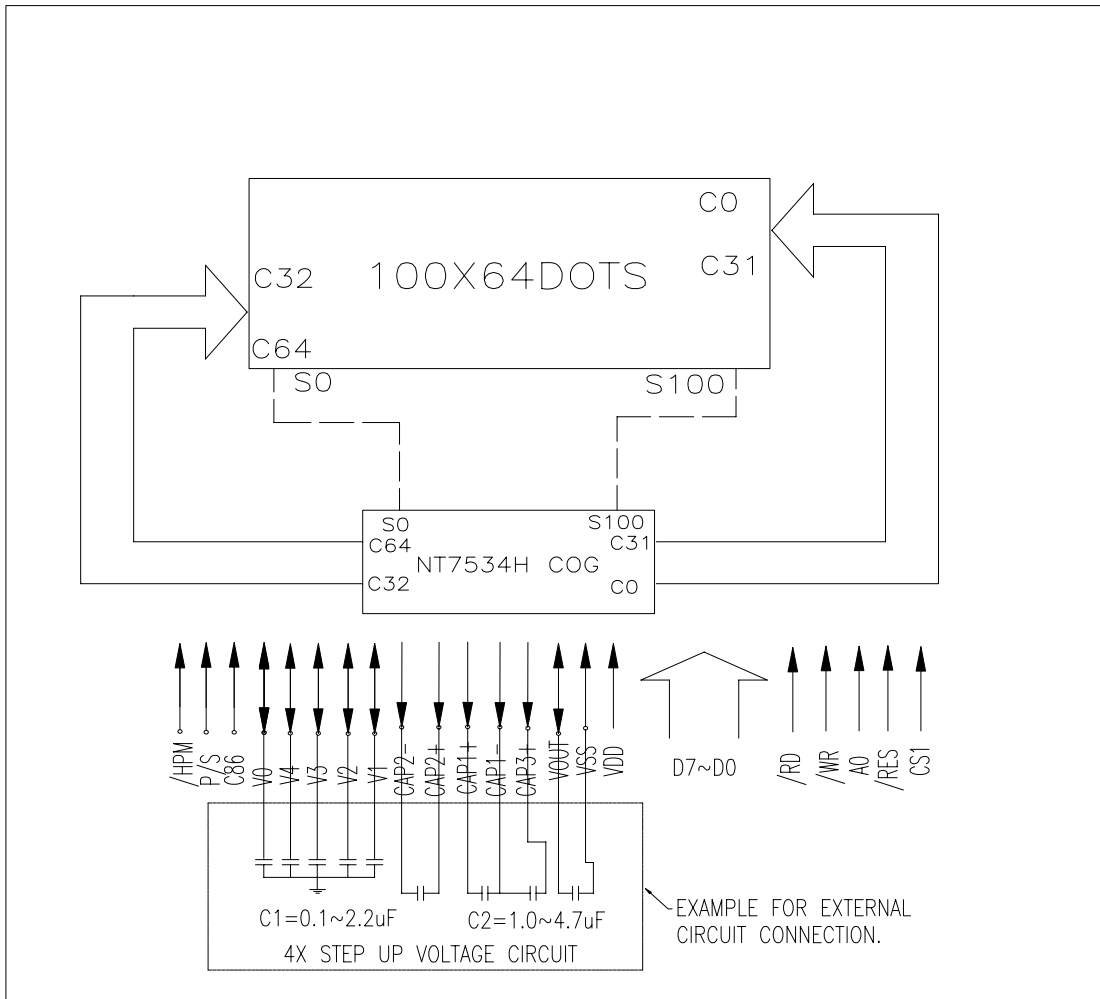 C0
C31
100X64DOTS
C32
C64
S0
S100
S0
S100
C64
C31
NT7534H COG
C32
C0
/HPM
P/S
C86
V0
V4
V3
V2
V1
CAP2-
CAP2+
CAP1+
CAP1-
CAP3+
VOUT
VSS
VDD
D7~D0
/RD
/WR
A0
/RES
CS1
C1=0.1~2.2uF
C2=1.0~4.7uF
4X STEP UP VOLTAGE CIRCUIT
EXAMPLE FOR EXTERNAL
CIRCUIT CONNECTION.